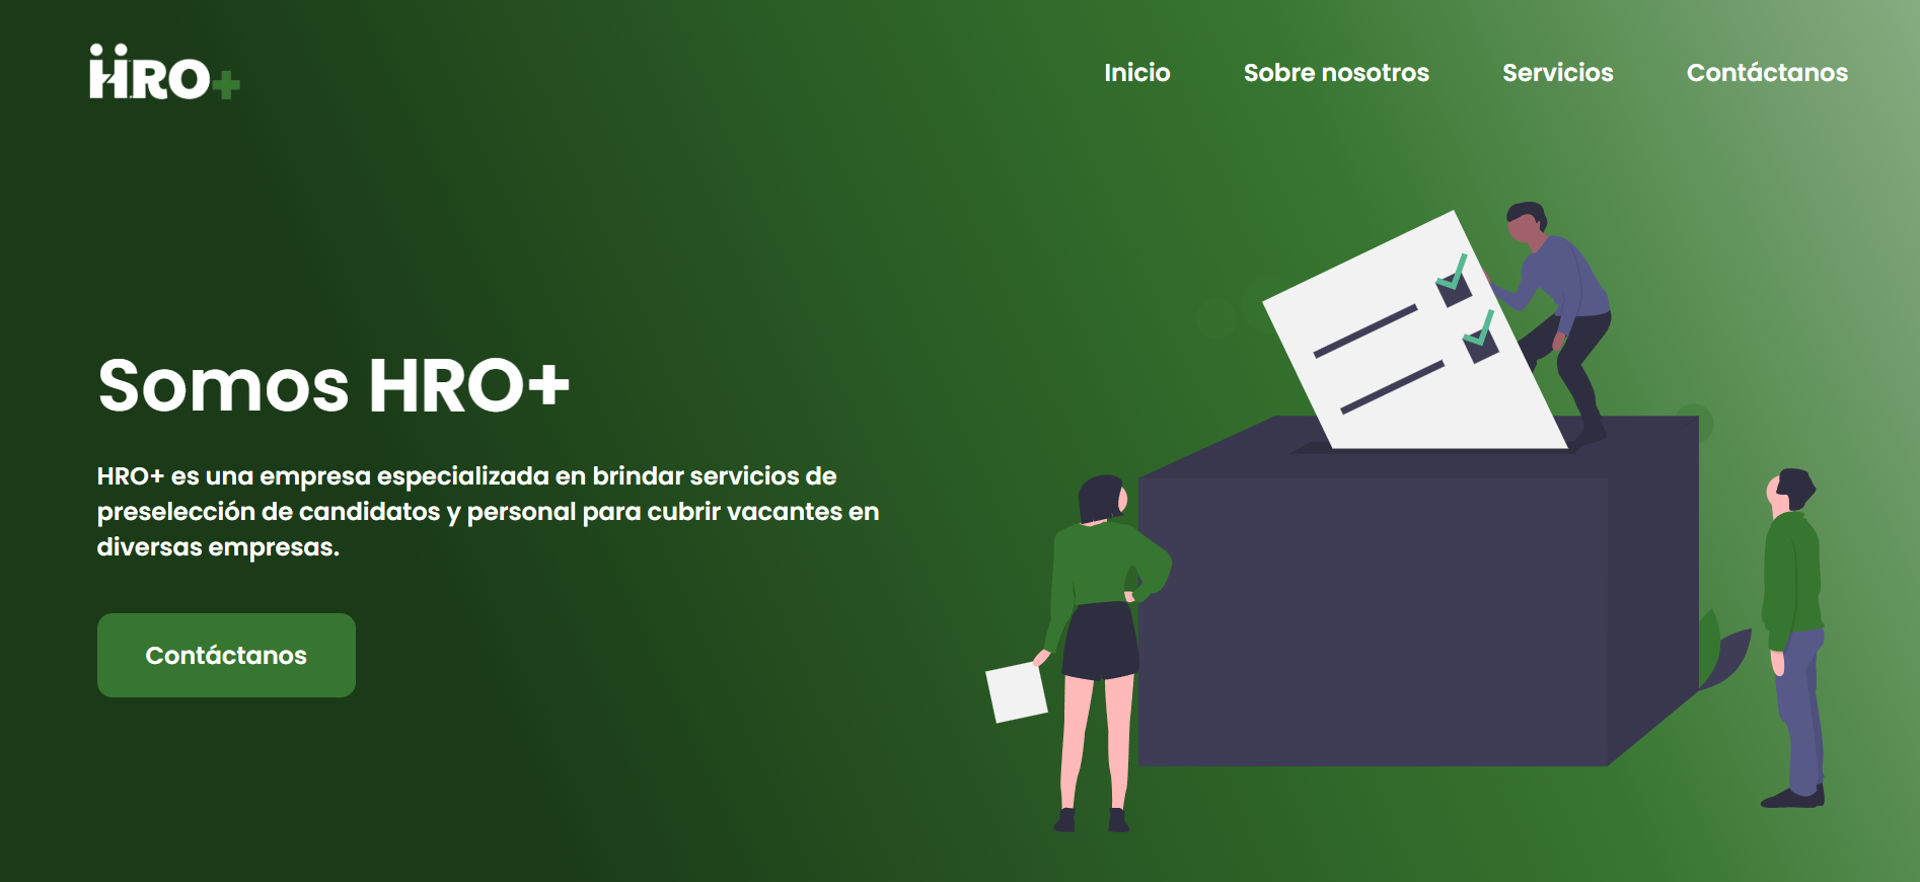 HRO+
Inicio
Sobre nosotros
Servicios
Contáctanos
Somos HRO+
HRO+ es una empresa especializada en brindar servicios de
preselección de candidatos y personal para cubrir vacantes en
diversas empresas.
Contáctanos